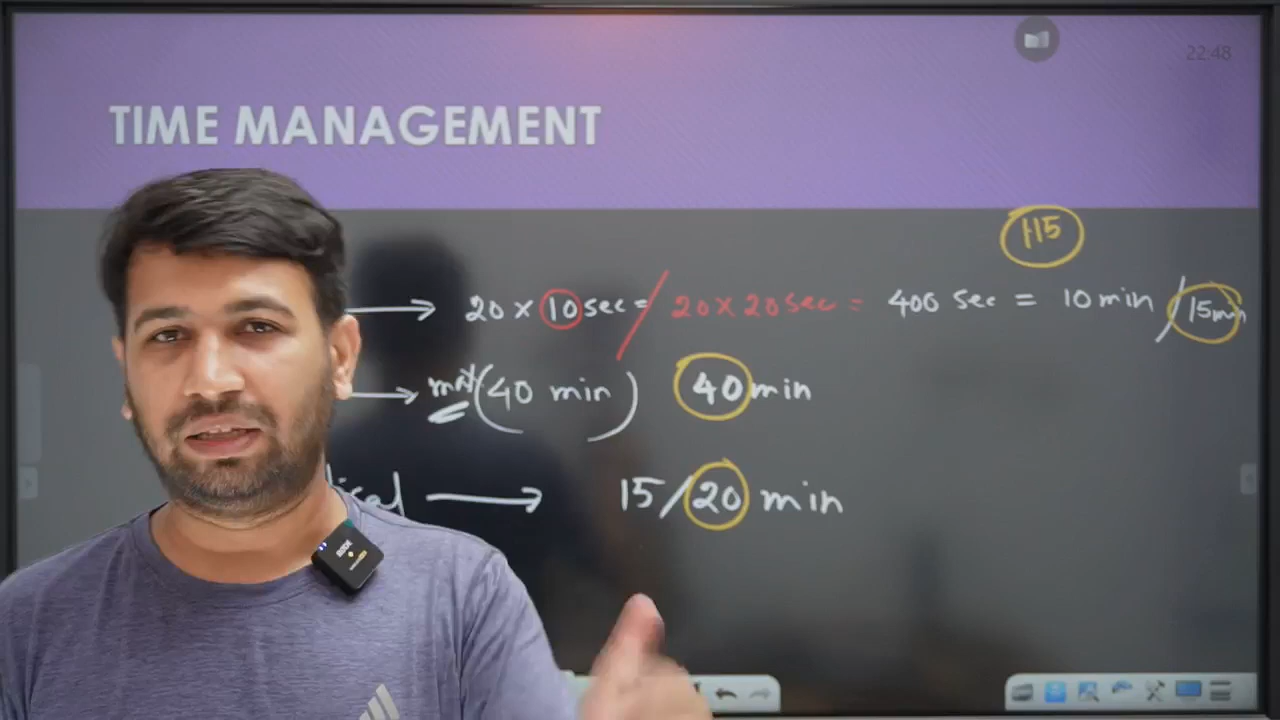 22:48
TIME MANAGEMENT
115
20 x 10 sec = / 20 x 20 sec = 400 sec = 10 min / 15 min
(40 min) 40 min
15/20 min